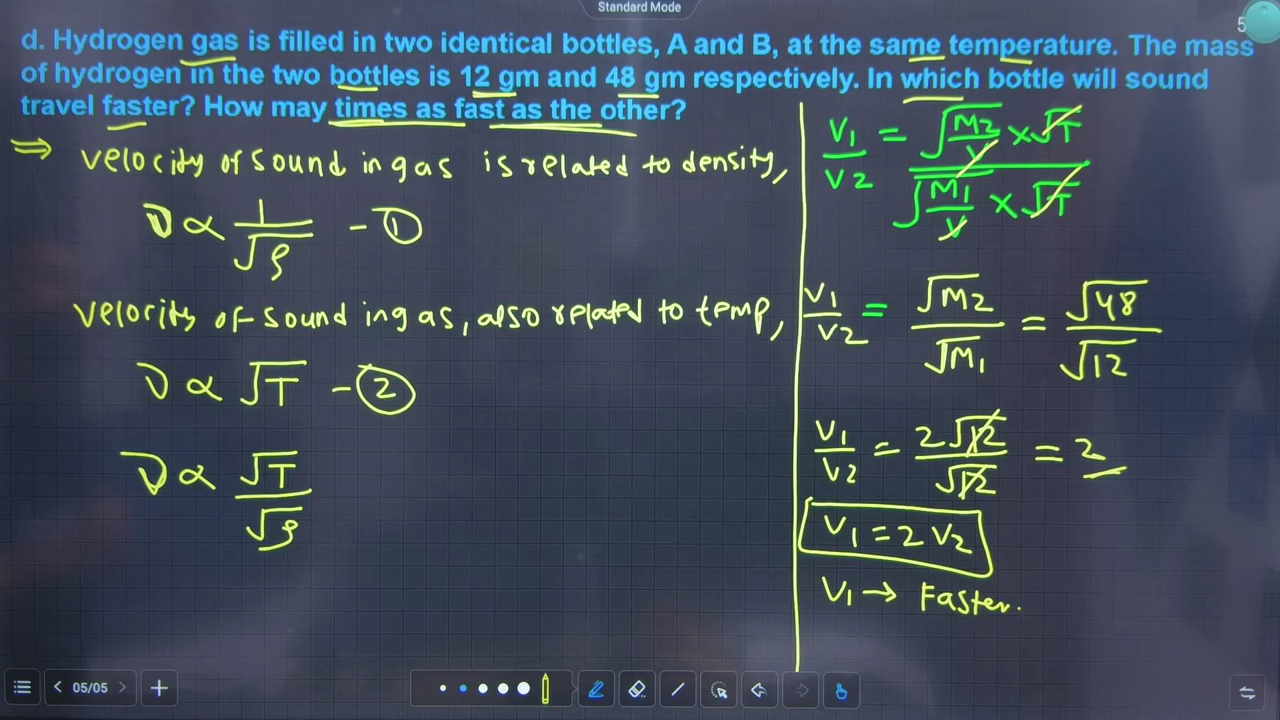 Standard Mode
5
d. Hydrogen gas is filled in two identical bottles, A and B, at the same temperature. The mass
of hydrogen in the two bottles is 12 gm and 48 gm respectively. In which bottle will sound
travel faster? How may times as fast as the other?
⇒ velocity of sound in gas is related to density,
ν ∝ 1/√ρ - ①
velocity of sound in gas, also related to temp,
ν ∝ √T - ②
ν ∝ √T/√ρ
V1/V2 = (√(M2/V) × √T)/(√(M1/V) × √T)
V1/V2 = √M2/√M1 = √48/√12
V1/V2 = 2√12/√12 = 2
V1 = 2 V2
V1 → Faster.
05/05